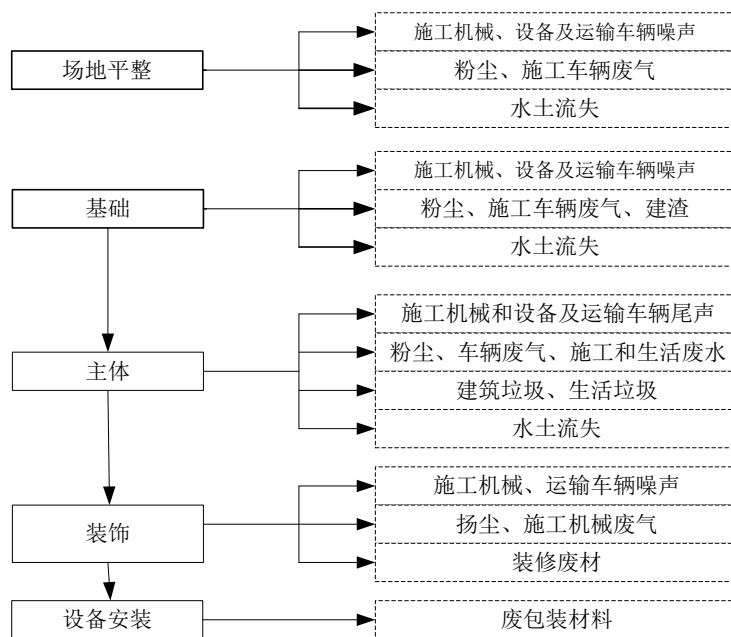 施工机械、设备及运输车辆噪声
场地平整
粉尘、施工车辆废气
水土流失
施工机械、设备及运输车辆噪声
基础
粉尘、施工车辆废气、建渣
水土流失
施工机械和设备及运输车辆尾声
粉尘、车辆废气、施工和生活废水
主体
建筑垃圾、生活垃圾
水土流失
施工机械、运输车辆噪声
装饰
扬尘、施工机械废气
装修废材
设备安装
废包装材料